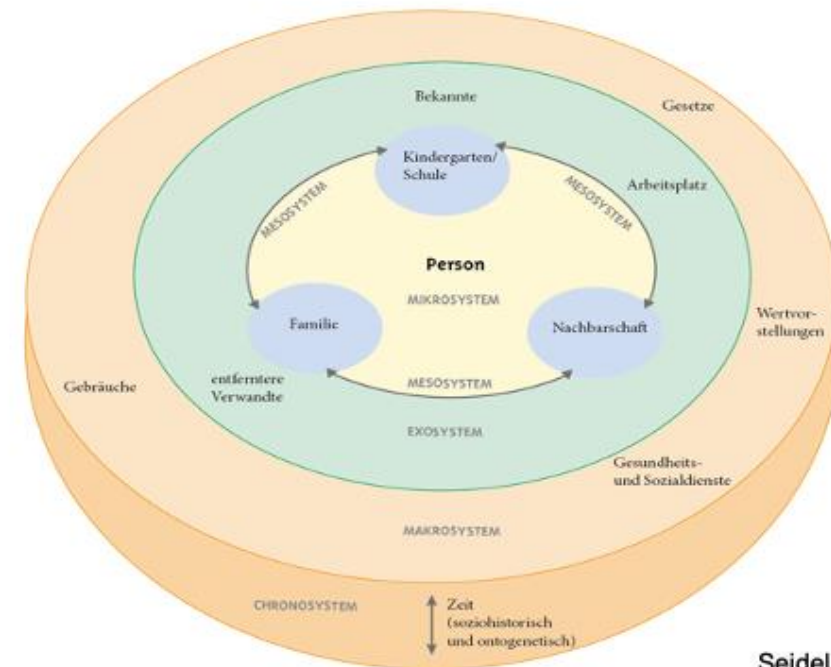 Bekannte
Gesetze
Kindergarten/
Schule
Arbeitsplatz
MESOSYSTEM
MESOSYSTEM
Person
MIKROSYSTEM
Familie
Nachbarschaft
Wertvor-
stellungen
entferntere
Verwandte
MESOSYSTEM
Gebräuche
EXOSYSTEM
Gesundheits-
und Sozialdienste
MAKROSYSTEM
CHRONOSYSTEM
Zeit
(soziohistorisch
und ontogenetisch)
Seidel